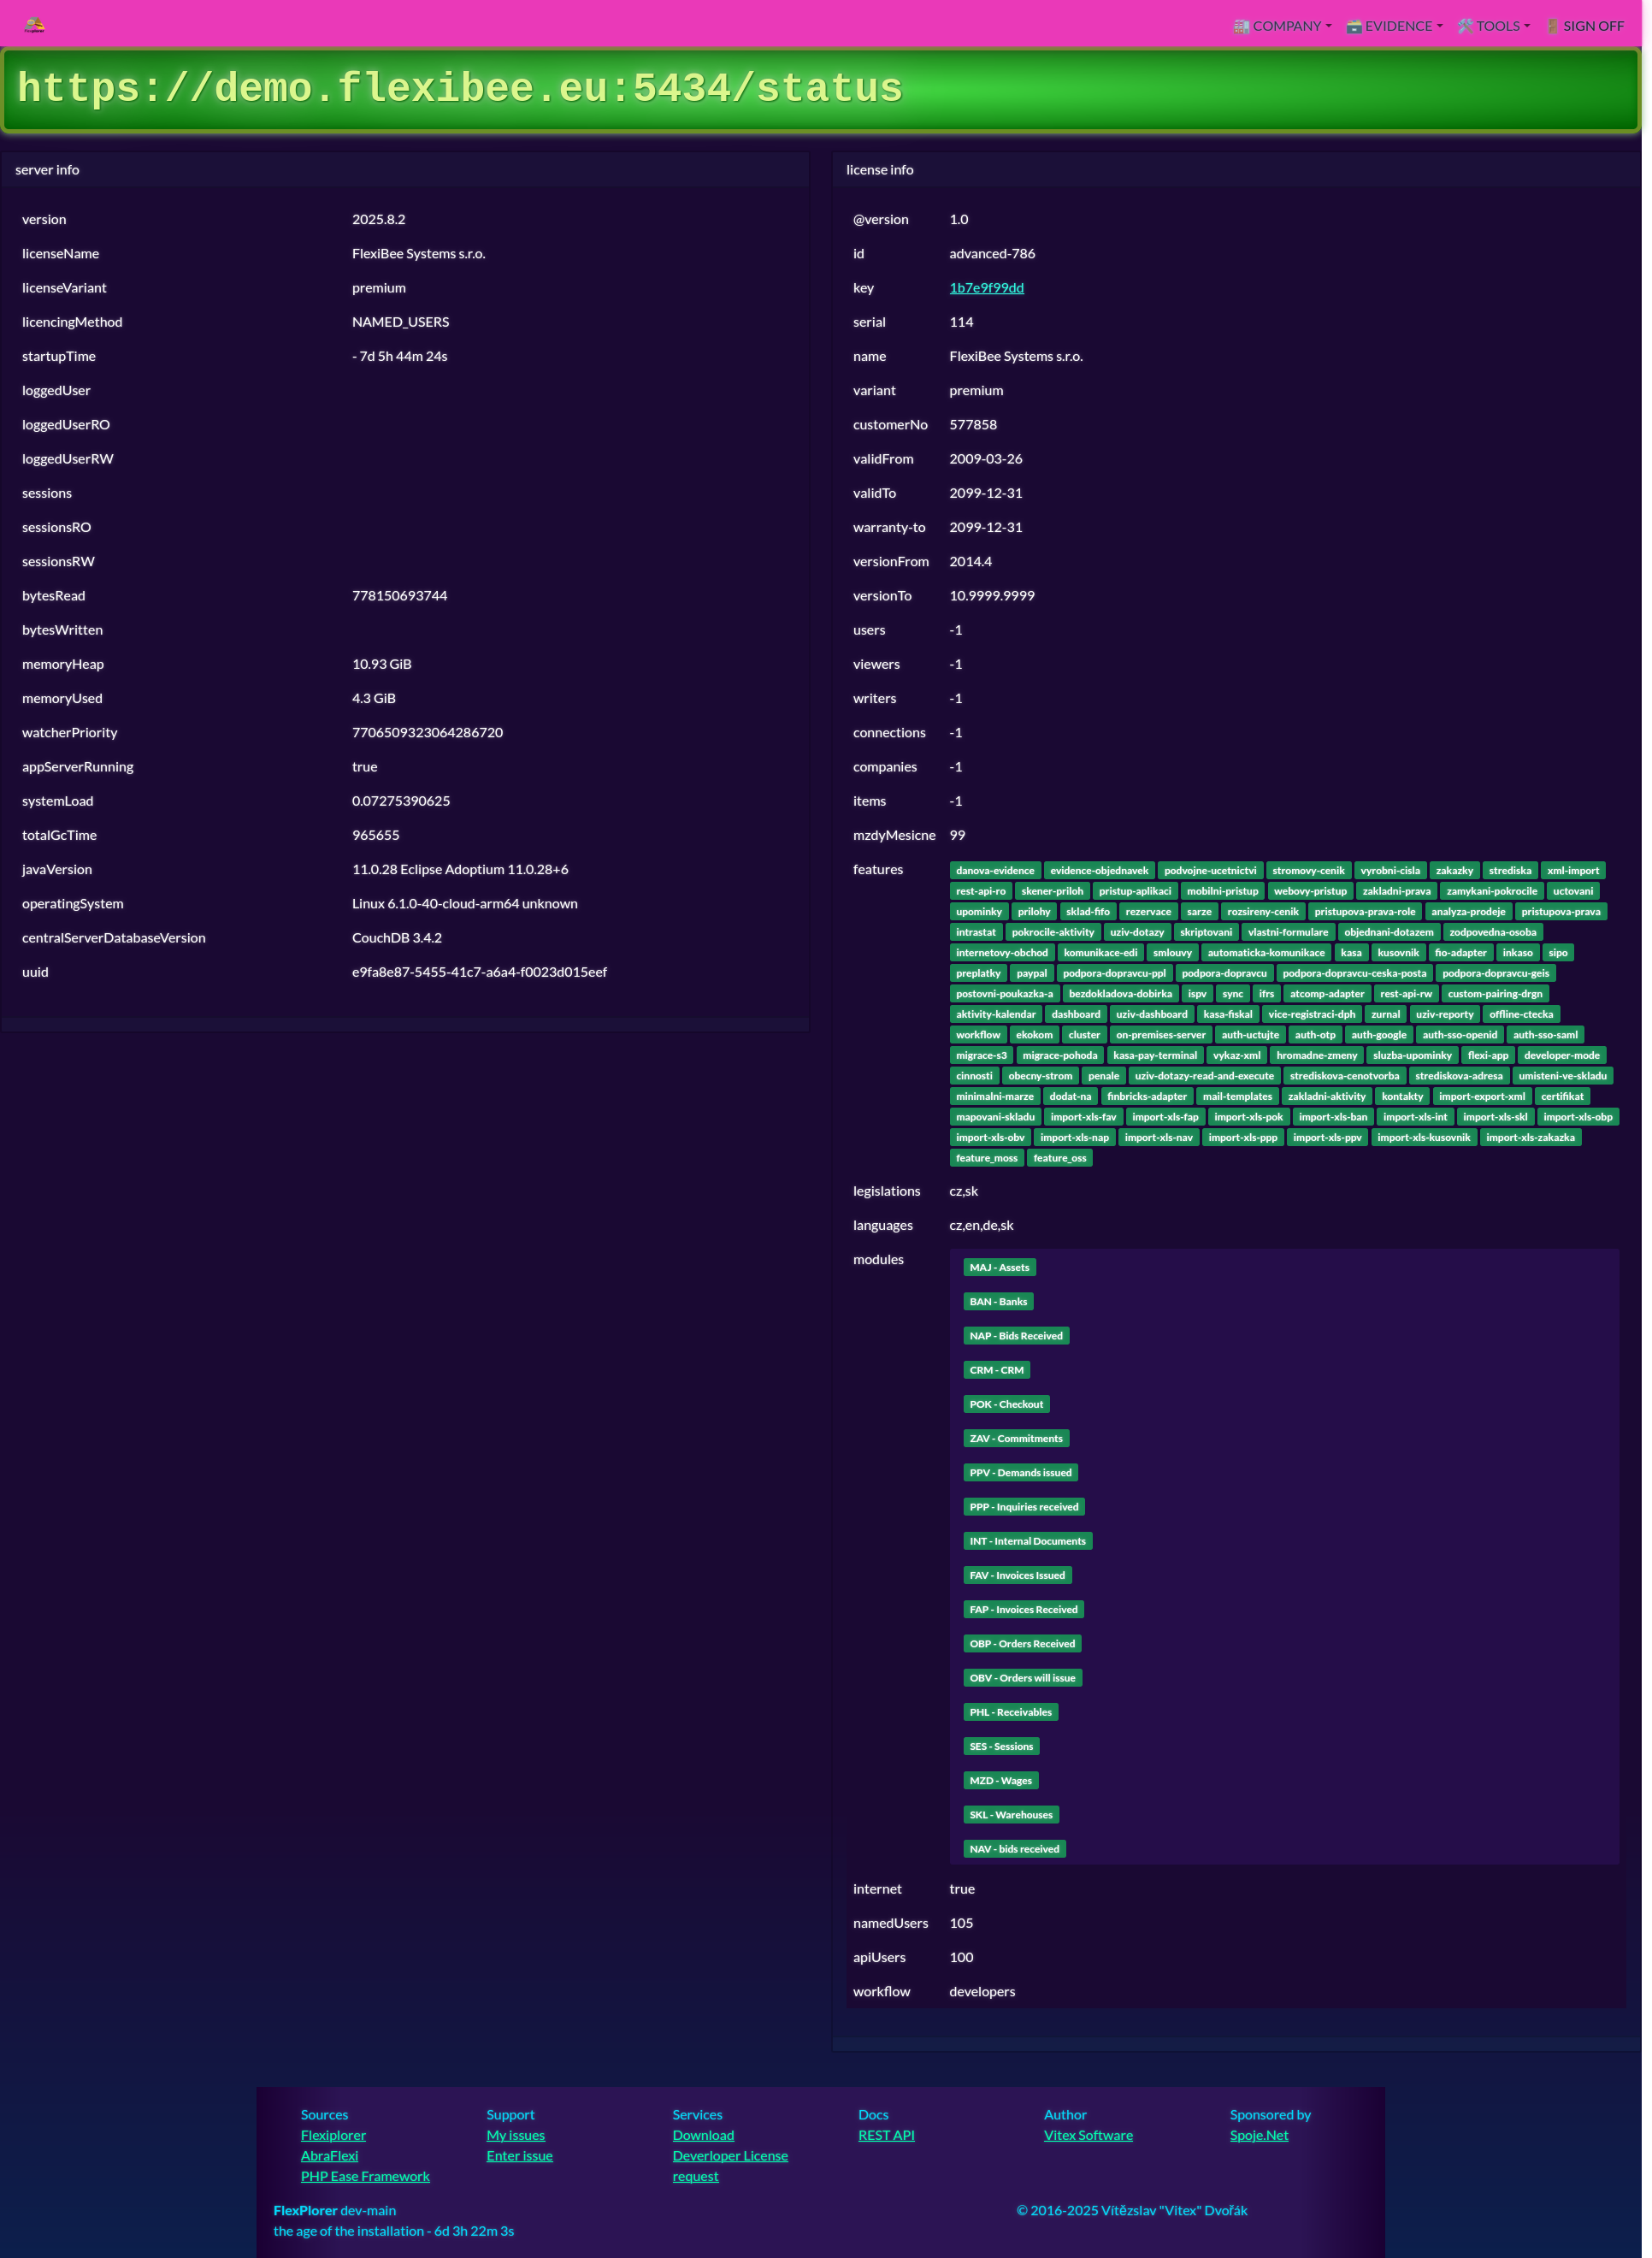 COMPANY EVIDENCE TOOLS SIGN OFF
https://demo.flexibee.eu:5434/status
server info
version 2025.8.2
licenseName FlexiBee Systems s.r.o.
licenseVariant premium
licencingMethod NAMED_USERS
startupTime - 7d 5h 44m 24s
loggedUser
loggedUserRO
loggedUserRW
sessions
sessionsRO
sessionsRW
bytesRead 778150693744
bytesWritten
memoryHeap 10.93 GiB
memoryUsed 4.3 GiB
watcherPriority 7706509323064286720
appServerRunning true
systemLoad 0.07275390625
totalGcTime 965655
javaVersion 11.0.28 Eclipse Adoptium 11.0.28+6
operatingSystem Linux 6.1.0-40-cloud-arm64 unknown
centralServerDatabaseVersion CouchDB 3.4.2
uuid e9fa8e87-5455-41c7-a6a4-f0023d015eef
license info
@version 1.0
id advanced-786
key 1b7e9f99dd
serial 114
name FlexiBee Systems s.r.o.
variant premium
customerNo 577858
validFrom 2009-03-26
validTo 2099-12-31
warranty-to 2099-12-31
versionFrom 2014.4
versionTo 10.9999.9999
users -1
viewers -1
writers -1
connections -1
companies -1
items -1
mzdyMesicne 99
features danova-evidence evidence-objednavek podvojne-ucetnictvi stromovy-cenik vyrobni-cisla zakazky strediska xml-import
rest-api-ro skener-priloh pristup-aplikaci mobilni-pristup webovy-pristup zakladni-prava zamykani-pokrocile uctovani
upominky prilohy sklad-fifo rezervace sarze rozsireny-cenik pristupova-prava-role analyza-prodeje pristupova-prava
intrastat pokrocile-aktivity uziv-dotazy skriptovani vlastni-formulare objednani-dotazem zodpovedna-osoba
internetovy-obchod komunikace-edi smlouvy automaticka-komunikace kasa kusovnik fio-adapter inkaso sipo
preplatky paypal podpora-dopravcu-ppl podpora-dopravcu podpora-dopravcu-ceska-posta podpora-dopravcu-geis
postovni-poukazka-a bezdokladova-dobirka ispv sync ifrs atcomp-adapter rest-api-rw custom-pairing-drgn
aktivity-kalendar dashboard uziv-dashboard kasa-fiskal vice-registraci-dph zurnal uziv-reporty offline-ctecka
workflow ekokom cluster on-premises-server auth-uctujte auth-otp auth-google auth-sso-openid auth-sso-saml
migrace-s3 migrace-pohoda kasa-pay-terminal vykaz-xml hromadne-zmeny sluzba-upominky flexi-app developer-mode
cinnosti obecny-strom penale uziv-dotazy-read-and-execute strediskova-cenotvorba strediskova-adresa umisteni-ve-skladu
minimalni-marze dodat-na finbricks-adapter mail-templates zakladni-aktivity kontakty import-export-xml certifikat
mapovani-skladu import-xls-fav import-xls-fap import-xls-pok import-xls-ban import-xls-int import-xls-skl import-xls-obp
import-xls-obv import-xls-nap import-xls-nav import-xls-ppp import-xls-ppv import-xls-kusovnik import-xls-zakazka
feature_moss feature_oss
legislations cz,sk
languages cz,en,de,sk
modules MAJ - Assets
BAN - Banks
NAP - Bids Received
CRM - CRM
POK - Checkout
ZAV - Commitments
PPV - Demands issued
PPP - Inquiries received
INT - Internal Documents
FAV - Invoices Issued
FAP - Invoices Received
OBP - Orders Received
OBV - Orders will issue
PHL - Receivables
SES - Sessions
MZD - Wages
SKL - Warehouses
NAV - bids received
internet true
namedUsers 105
apiUsers 100
workflow developers
Sources
Flexiplorer
AbraFlexi
PHP Ease Framework
Support
My issues
Enter issue
Services
Download
Deverloper License
request
Docs
REST API
Author
Vitex Software
Sponsored by
Spoje.Net
FlexPlorer dev-main
the age of the installation - 6d 3h 22m 3s
© 2016-2025 Vítězslav "Vitex" Dvořák